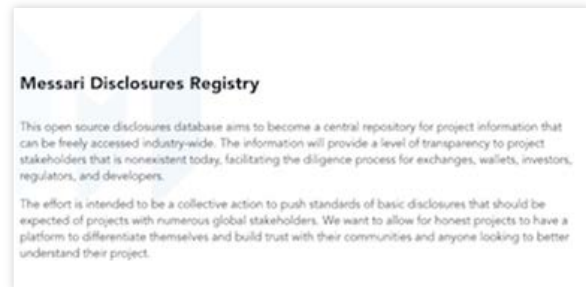 Messari Disclosures Registry
This open source disclosures database aims to become a central repository for project information that
can be freely accessed industry-wide. The information will provide a level of transparency to project
stakeholders that is nonexistent today, facilitating the diligence process for exchanges, wallets, investors,
regulators, and developers.
The effort is intended to be a collective action to push standards of basic disclosures that should be
expected of projects with numerous global stakeholders. We want to allow for honest projects to have a
platform to differentiate themselves and build trust with their communities and anyone looking to better
understand their project.